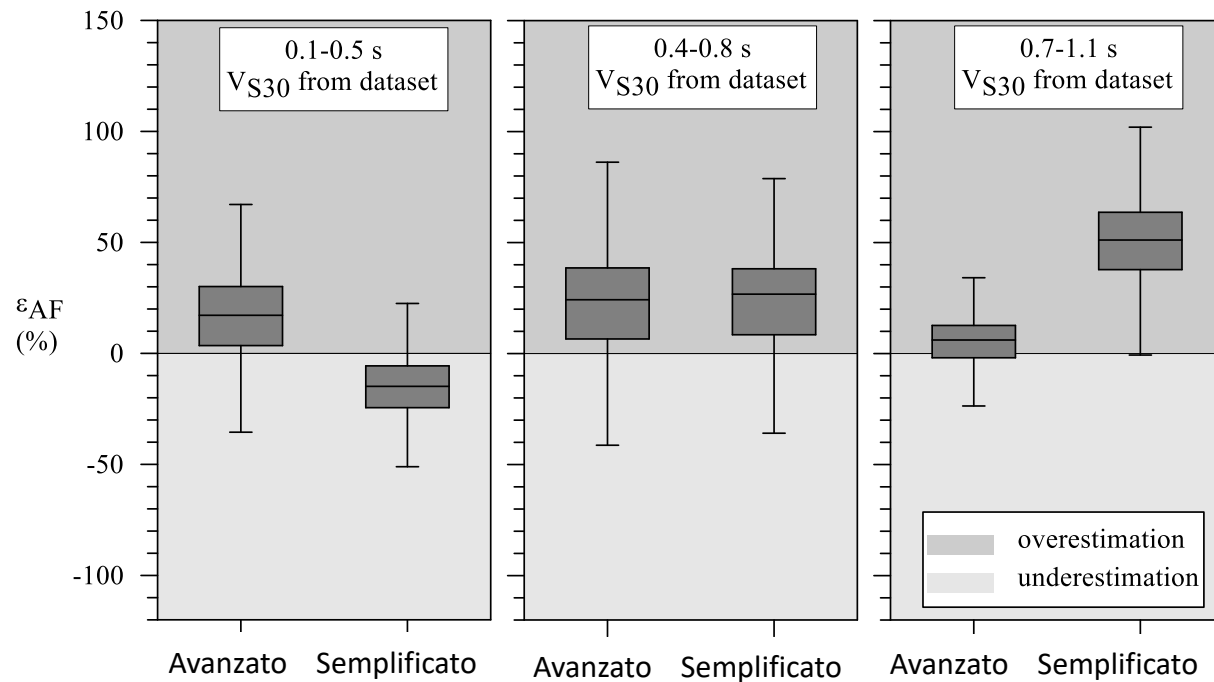 0.1-0.5 s
VS30 from dataset
0.4-0.8 s
VS30 from dataset
0.7-1.1 s
VS30 from dataset
150
100
50
0
-50
-100
εAF
(%)
overestimation
underestimation
Avanzato Semplificato
Avanzato Semplificato
Avanzato Semplificato